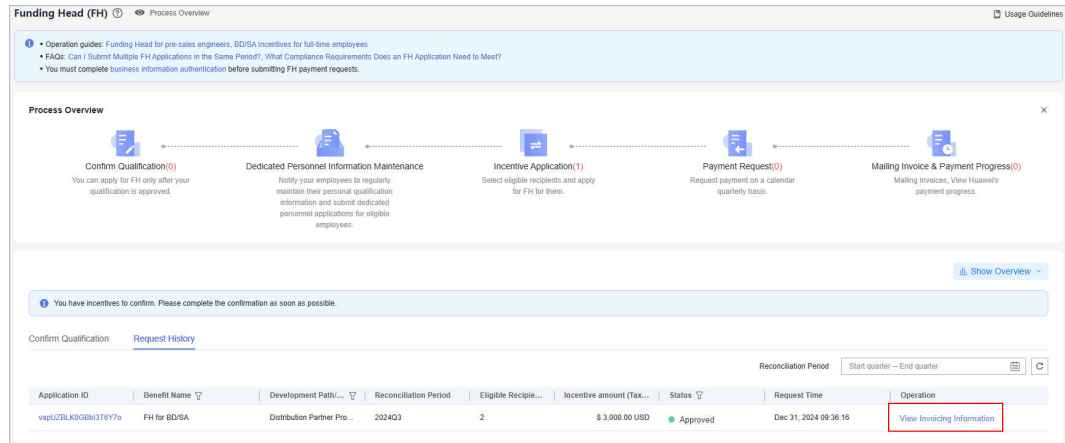 Funding Head (FH) Process Overview Usage Guidelines
• Operation guides: Funding Head for pre-sales engineers, BD/SA Incentives for full-time employees
• FAQs: Can I Submit Multiple FH Applications in the Same Period?, What Compliance Requirements Does an FH Application Need to Meet?
• You must complete business information authentication before submitting FH payment requests.
Process Overview
Confirm Qualification(0)
You can apply for FH only after your
qualification is approved.
Dedicated Personnel Information Maintenance
Notify your employees to regularly
maintain their personal qualification
information and submit dedicated
personnel applications for eligible
employees.
Incentive Application(1)
Select eligible recipients and apply
for FH for them.
Payment Request(0)
Request payment on a calendar
quarterly basis.
Mailing Invoice & Payment Progress(0)
Mailing Invoices, View Huawei's
payment progress.
Show Overview
You have incentives to confirm. Please complete the confirmation as soon as possible.
Confirm Qualification Request History
Reconciliation Period Start quarter – End quarter
Application ID Benefit Name Development Path/... Reconciliation Period Eligible Recipie... Incentive amount (Tax... Status Request Time Operation
vapUZBLK0GBbI3T6Y7o FH for BD/SA Distribution Partner Pro... 2024Q3 2 $ 3,000.00 USD Approved Dec 31, 2024 09:36:16 View Invoicing Information